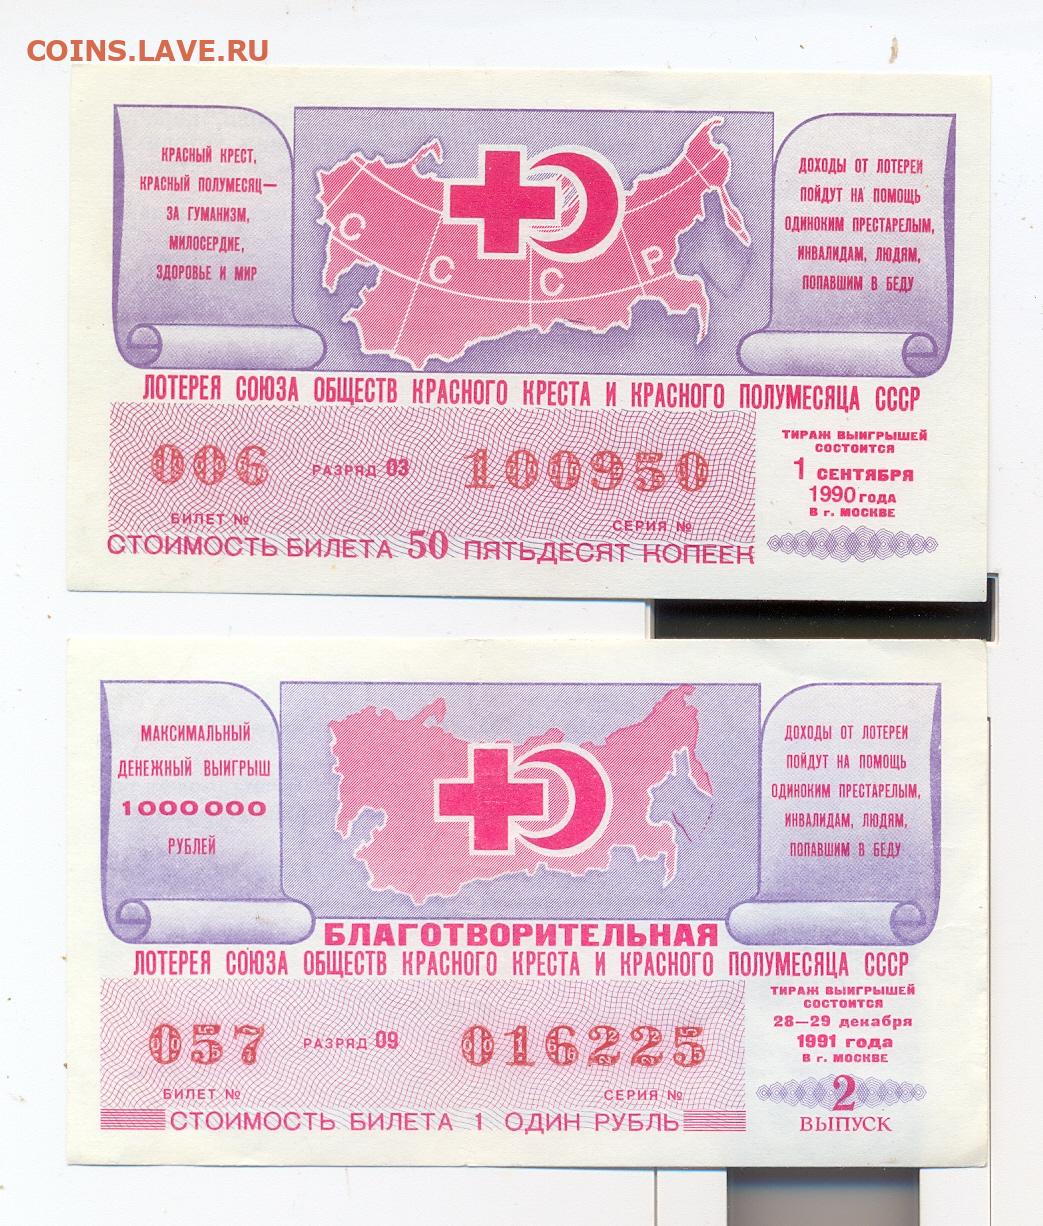 COINS.LAVE.RU
КРАСНЫЙ КРЕСТ,
КРАСНЫЙ ПОЛУМЕСЯЦ—
ЗА ГУМАНИЗМ,
МИЛОСЕРДИЕ,
ЗДОРОВЬЕ И МИР
С С С Р
ДОХОДЫ ОТ ЛОТЕРЕИ
ПОЙДУТ НА ПОМОЩЬ
ОДИНОКИМ ПРЕСТАРЕЛЫМ,
ИНВАЛИДАМ, ЛЮДЯМ,
ПОПАВШИМ В БЕДУ
ЛОТЕРЕЯ СОЮЗА ОБЩЕСТВ КРАСНОГО КРЕСТА И КРАСНОГО ПОЛУМЕСЯЦА СССР
006 РАЗРЯД 03 100950
БИЛЕТ № СЕРИЯ №
СТОИМОСТЬ БИЛЕТА 50 ПЯТЬДЕСЯТ КОПЕЕК
ТИРАЖ ВЫИГРЫШЕЙ
СОСТОИТСЯ
1 СЕНТЯБРЯ
1990 ГОДА
В г. МОСКВЕ
МАКСИМАЛЬНЫЙ
ДЕНЕЖНЫЙ ВЫИГРЫШ
1000000
РУБЛЕЙ
ДОХОДЫ ОТ ЛОТЕРЕИ
ПОЙДУТ НА ПОМОЩЬ
ОДИНОКИМ ПРЕСТАРЕЛЫМ,
ИНВАЛИДАМ, ЛЮДЯМ,
ПОПАВШИМ В БЕДУ
БЛАГОТВОРИТЕЛЬНАЯ
ЛОТЕРЕЯ СОЮЗА ОБЩЕСТВ КРАСНОГО КРЕСТА И КРАСНОГО ПОЛУМЕСЯЦА СССР
057 РАЗРЯД 09 016225
БИЛЕТ № СЕРИЯ №
СТОИМОСТЬ БИЛЕТА 1 ОДИН РУБЛЬ
ТИРАЖ ВЫИГРЫШЕЙ
СОСТОИТСЯ
28—29 декабря
1991 года
В г. МОСКВЕ
2
ВЫПУСК